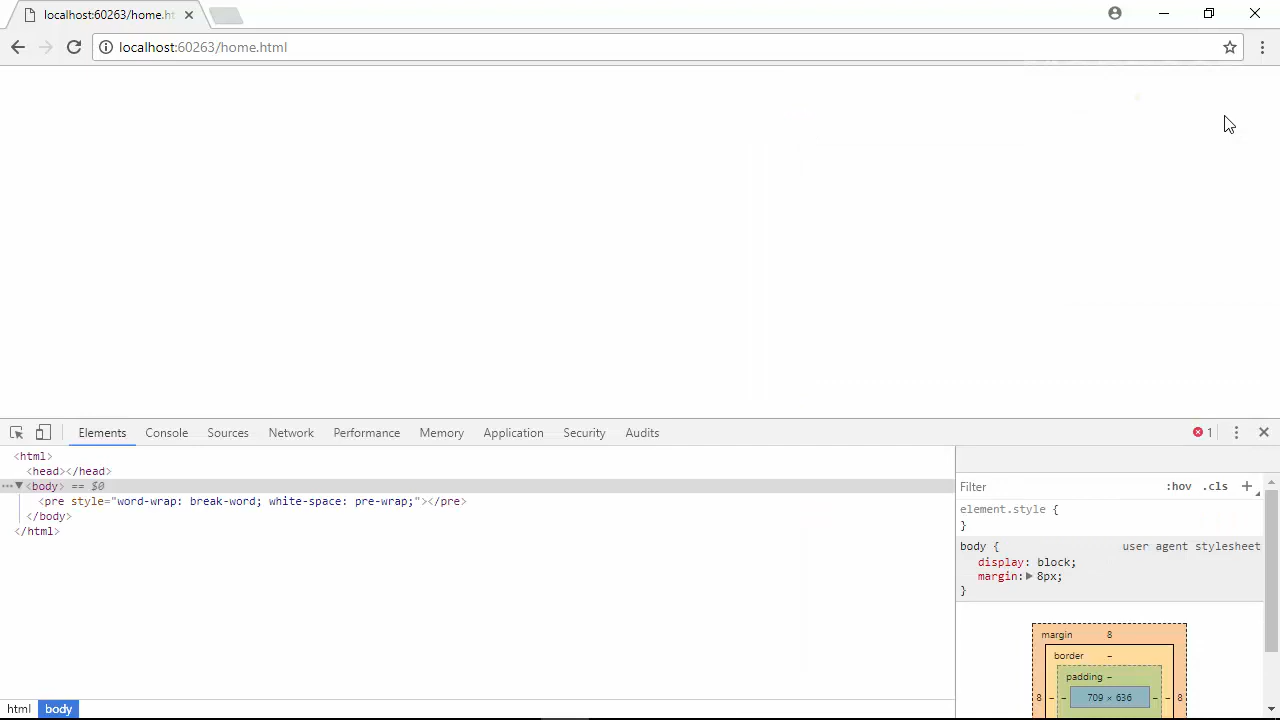 localhost:60263/home.ht
localhost:60263/home.html
Elements Console Sources Network Performance Memory Application Security Audits 1
<html>
<head></head>
<body> == $0
<pre style="word-wrap: break-word; white-space: pre-wrap;"></pre>
</body>
</html>
html body
Filter :hov .cls +
element.style {
}
body { user agent stylesheet
display: block;
margin: 8px;
}
margin 8
border –
padding –
8 – – 709 × 636 – – 8